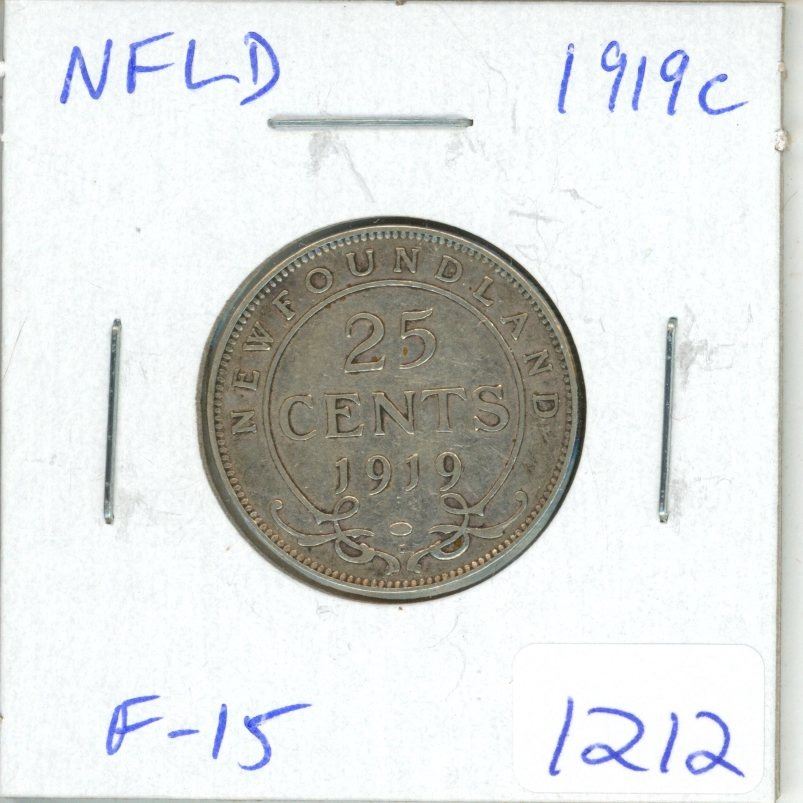 NFLD 1919c
NEWFOUNDLAND
25
CENTS
1919
F-15 1212